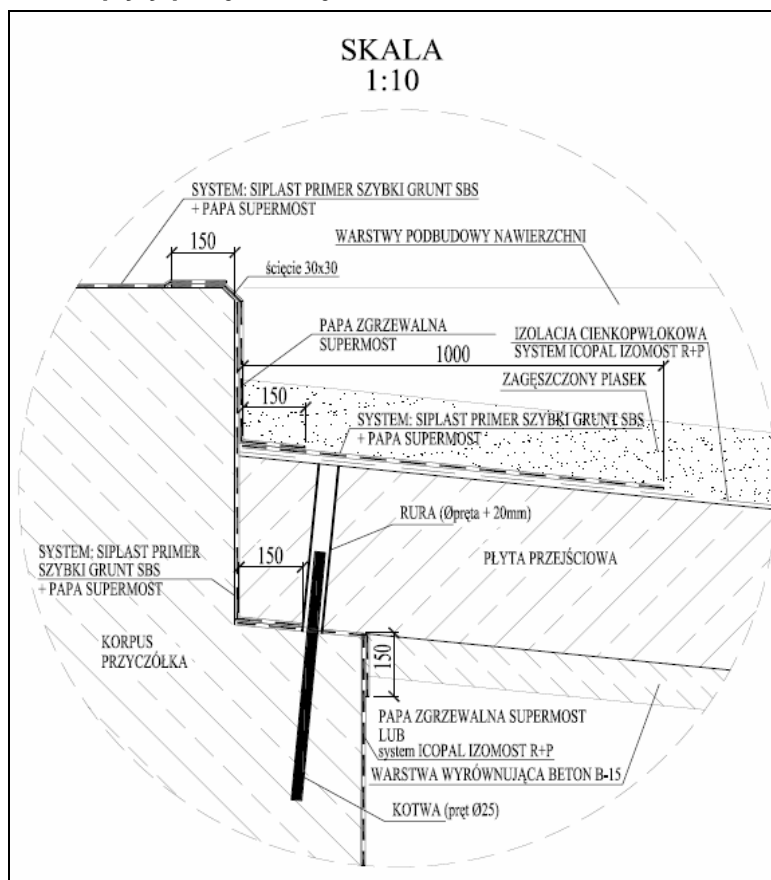 SKALA
1:10
SYSTEM: SIPLAST PRIMER SZYBKI GRUNT SBS
+ PAPA SUPERMOST
150
WARSTWY PODBUDOWY NAWIERZCHNI
ścięcie 30x30
PAPA ZGRZEWALNA
SUPERMOST
1000
IZOLACJA CIENKOPWŁOKOWA
SYSTEM ICOPAL IZOMOST R+P
ZAGĘSZCZONY PIASEK
150
SYSTEM: SIPLAST PRIMER SZYBKI GRUNT SBS
+ PAPA SUPERMOST
RURA (Øpręta + 20mm)
PŁYTA PRZEJŚCIOWA
SYSTEM: SIPLAST PRIMER
SZYBKI GRUNT SBS
+ PAPA SUPERMOST
150
KORPUS
PRZYCZÓŁKA
150
PAPA ZGRZEWALNA SUPERMOST
LUB
system ICOPAL IZOMOST R+P
WARSTWA WYRÓWNUJĄCA BETON B-15
KOTWA (pręt Ø25)